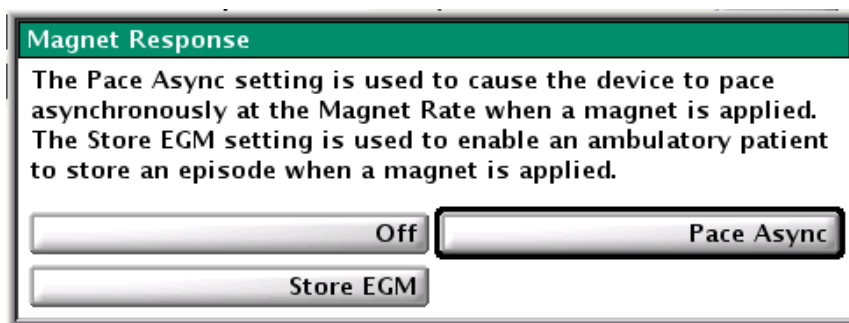 Magnet Response
The Pace Async setting is used to cause the device to pace
asynchronously at the Magnet Rate when a magnet is applied.
The Store EGM setting is used to enable an ambulatory patient
to store an episode when a magnet is applied.
Off
Pace Async
Store EGM